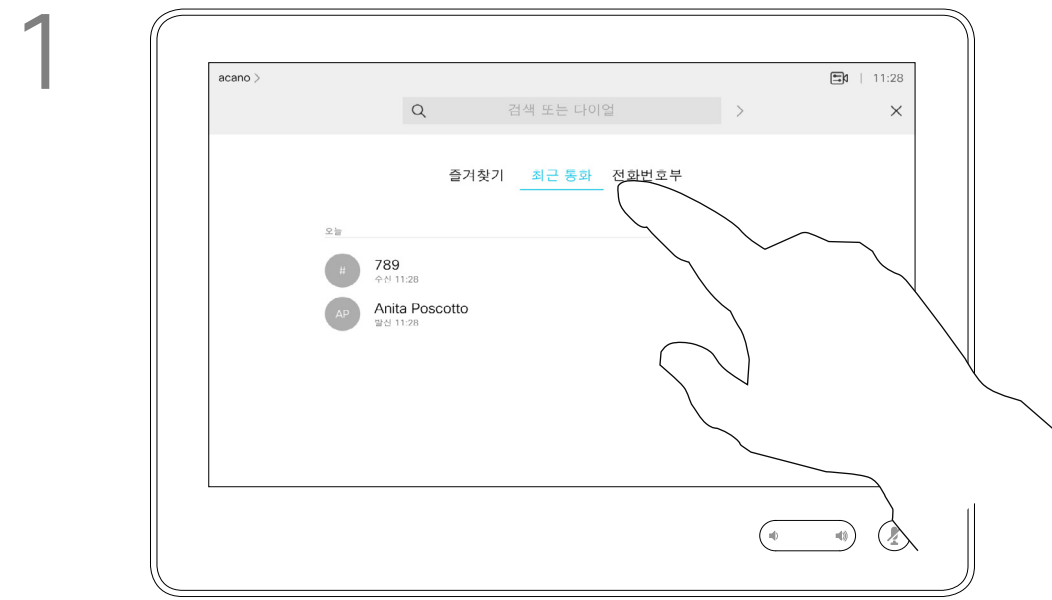 1
acano >
11:28
검색 또는 다이얼
즐겨찾기 최근 통화 전화번호부
오늘
#
789
수신 11:28
AP
Anita Poscotto
발신 11:28